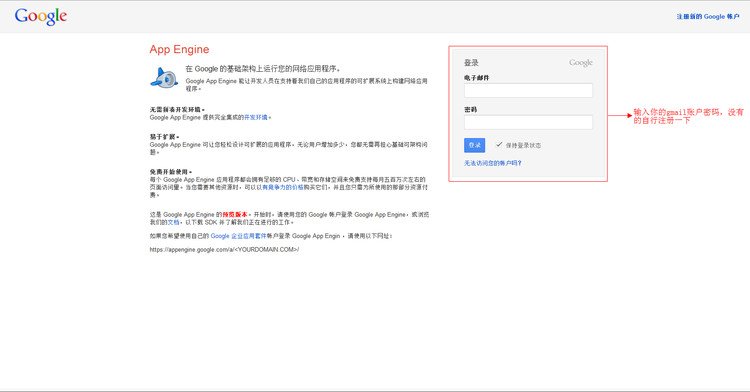 Google
注册新的 Google 帐户
App Engine
在 Google 的基础架构上运行您的网络应用程序。
Google App Engine 能让开发人员在支持着我们自己的应用程序的可扩展系统上构建网络应用
程序。
无需组装开发环境。
Google App Engine 提供完全集成的开发环境。
易于扩展。
Google App Engine 可让您轻松设计可扩展的应用程序，无论用户增加多少，您都无需再担心基础架构问
题。
免费开始使用。
每个 Google App Engine 应用程序都会拥有足够的 CPU、带宽和存储空间来免费支持每月五百万次左右的
页面访问量。当您需要其他资源时，可以以有竞争力的价格购买它们，并且您只需为所使用的那部分资源付
费。
这是 Google App Engine 的预览版本。开始时，请使用您的 Google 帐户登录 Google App Engine，或浏览
我们的文档，以下载 SDK 并了解我们正在进行的工作。
如果您希望使用自己的 Google 企业应用套件帐户登录 Google App Engin ，请使用以下网址：
https://appengine.google.com/a/<YOURDOMAIN.COM>/
登录 Google
电子邮件
密码
登录 保持登录状态
无法访问您的帐户吗？
输入你的gmail账户密码，没有
的自行注册一下